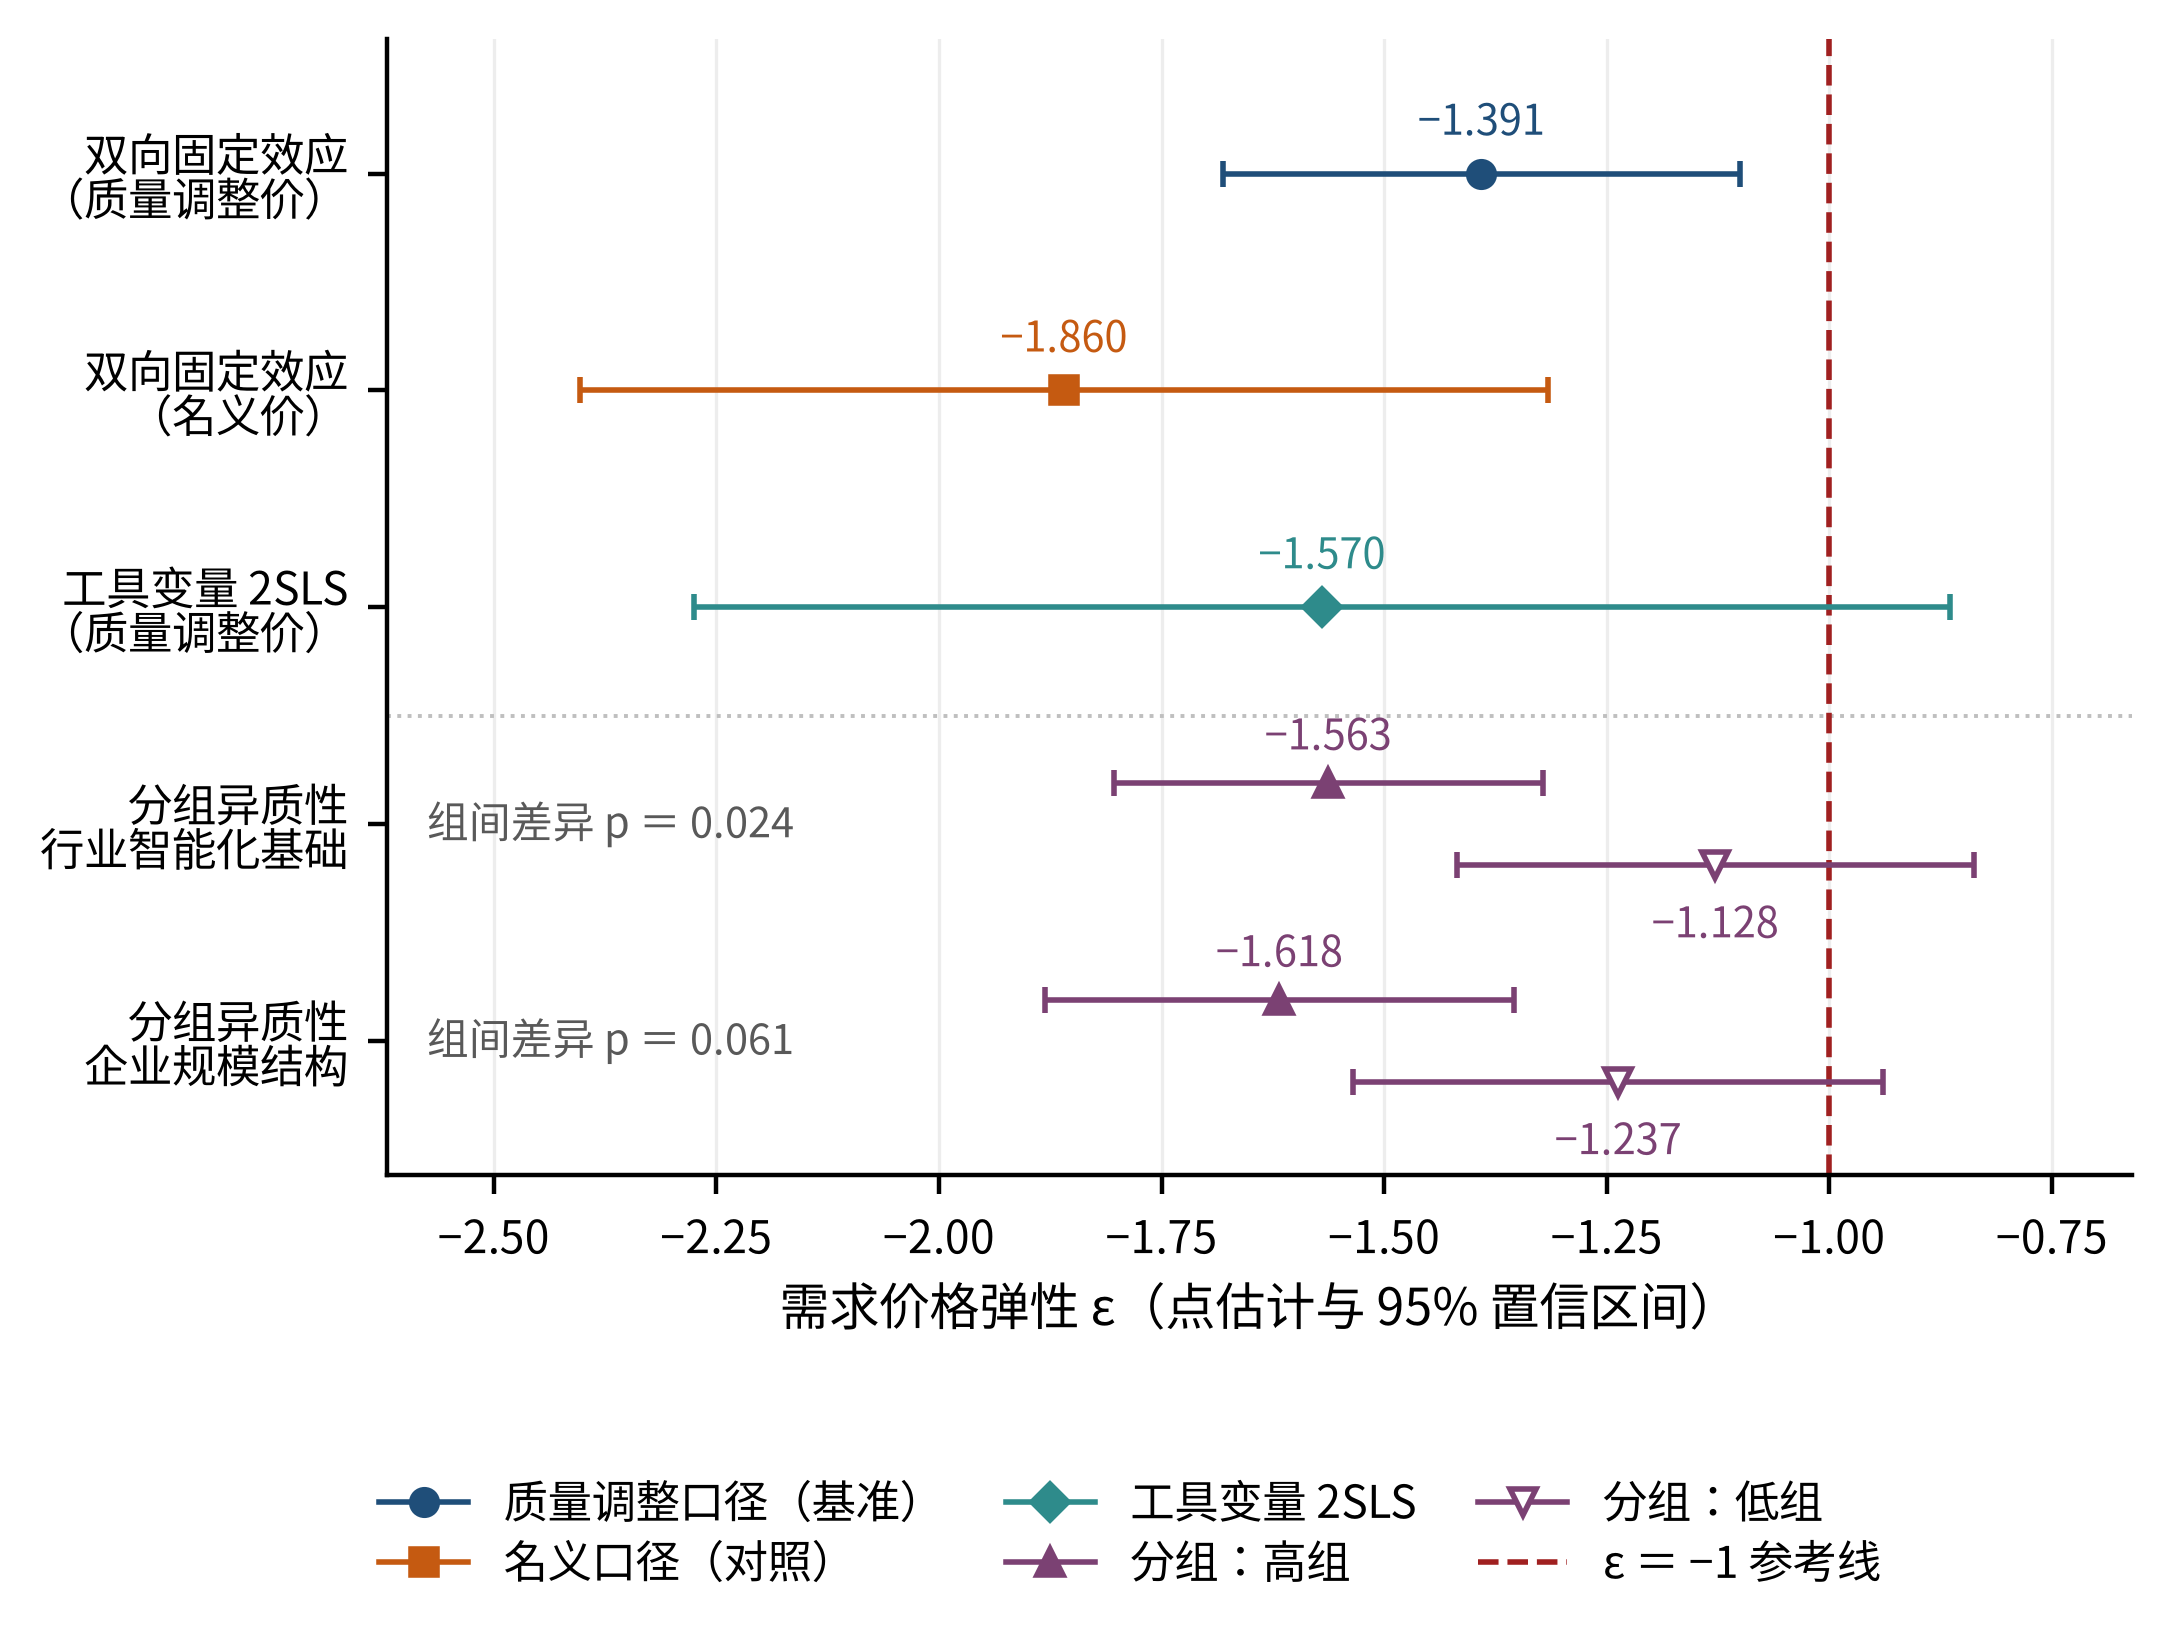 −1.391
双向固定效应
（质量调整价）
−1.860
双向固定效应
（名义价）
−1.570
工具变量 2SLS
（质量调整价）
−1.563
分组异质性
行业智能化基础
组间差异 p = 0.024
−1.128
−1.618
分组异质性
企业规模结构
组间差异 p = 0.061
−1.237
−2.50 −2.25 −2.00 −1.75 −1.50 −1.25 −1.00 −0.75
需求价格弹性 ε（点估计与 95% 置信区间）
质量调整口径（基准）
名义口径（对照）
工具变量 2SLS
分组：高组
分组：低组
ε = −1 参考线